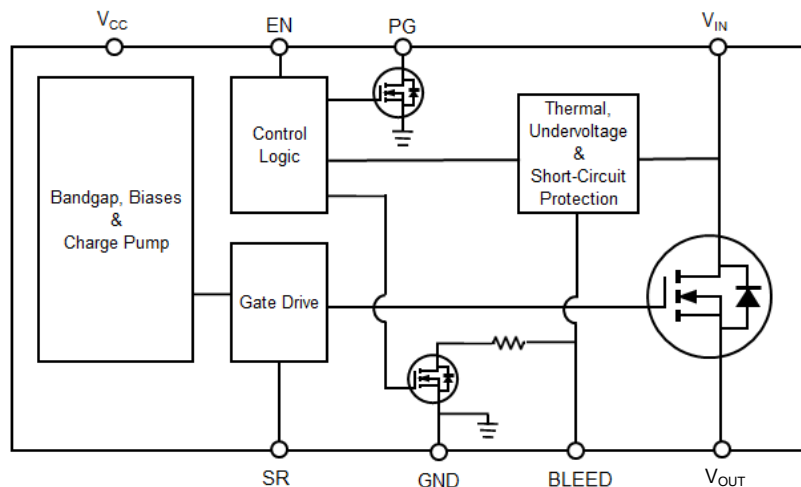 VCC
EN
PG
VIN
Control
Logic
Thermal,
Undervoltage
&
Short-Circuit
Protection
Bandgap, Biases
&
Charge Pump
Gate Drive
SR
GND
BLEED
VOUT